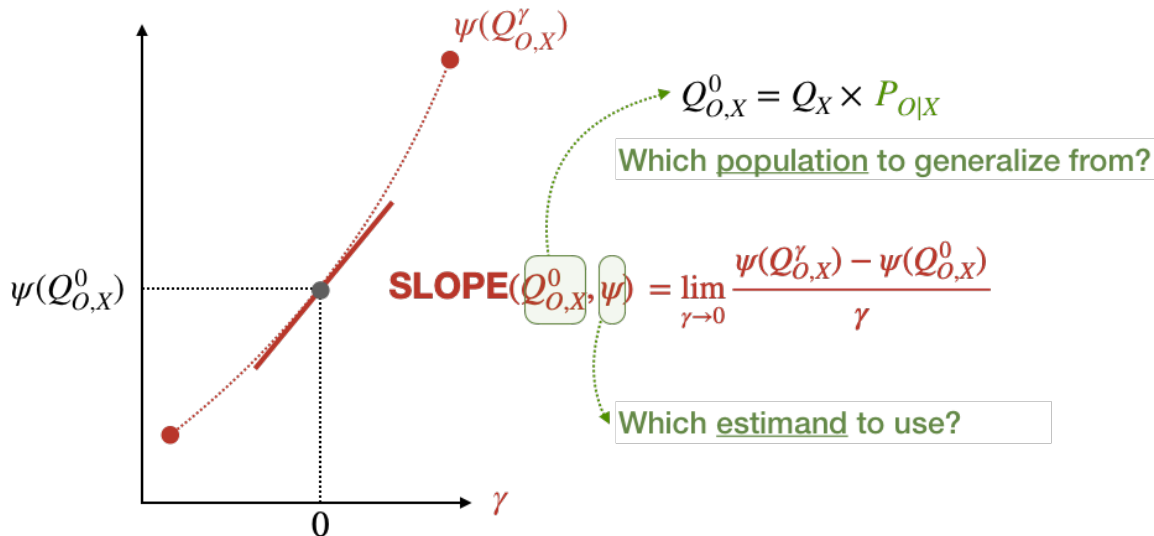 ψ(Q^γ_{O,X})
Q^0_{O,X} = Q_X × P_{O|X}
Which population to generalize from?
ψ(Q^0_{O,X})
SLOPE(Q^0_{O,X}, ψ) = lim_{γ→0} \frac{ψ(Q^γ_{O,X}) − ψ(Q^0_{O,X})}{γ}
Which estimand to use?
γ
0